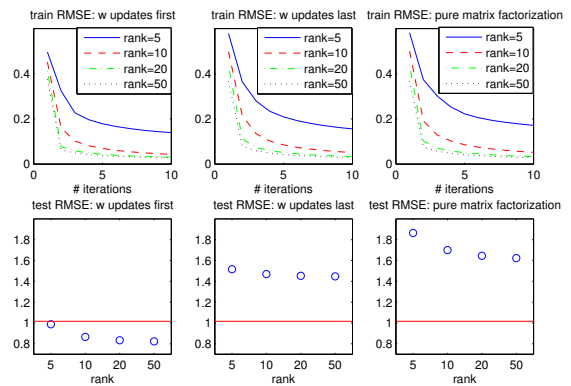 train RMSE: w updates first
train RMSE: w updates last
train RMSE: pure matrix factorization
rank=5
rank=10
rank=20
rank=50
rank=5
rank=10
rank=20
rank=50
rank=5
rank=10
rank=20
rank=50
0.4
0.2
0
0.4
0.2
0
0.4
0.2
0
0 5 10
0 5 10
0 5 10
# iterations
# iterations
# iterations
test RMSE: w updates first
test RMSE: w updates last
test RMSE: pure matrix factorization
1.8
1.6
1.4
1.2
1
0.8
1.8
1.6
1.4
1.2
1
0.8
1.8
1.6
1.4
1.2
1
0.8
5 10 20 50
5 10 20 50
5 10 20 50
rank
rank
rank